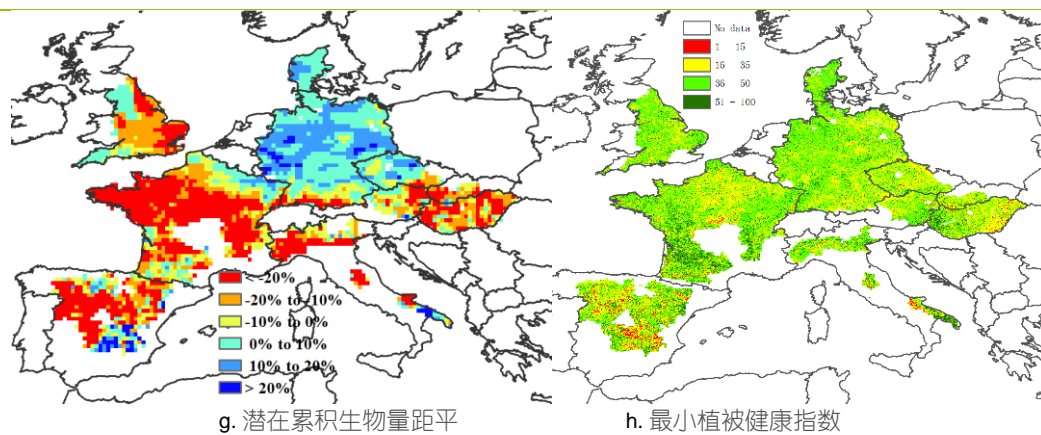 No data
1 15
16 35
36 50
51 - 100
< -20%
-20% to -10%
-10% to 0%
0% to 10%
10% to 20%
> 20%
g. 潜在累积生物量距平
h. 最小植被健康指数